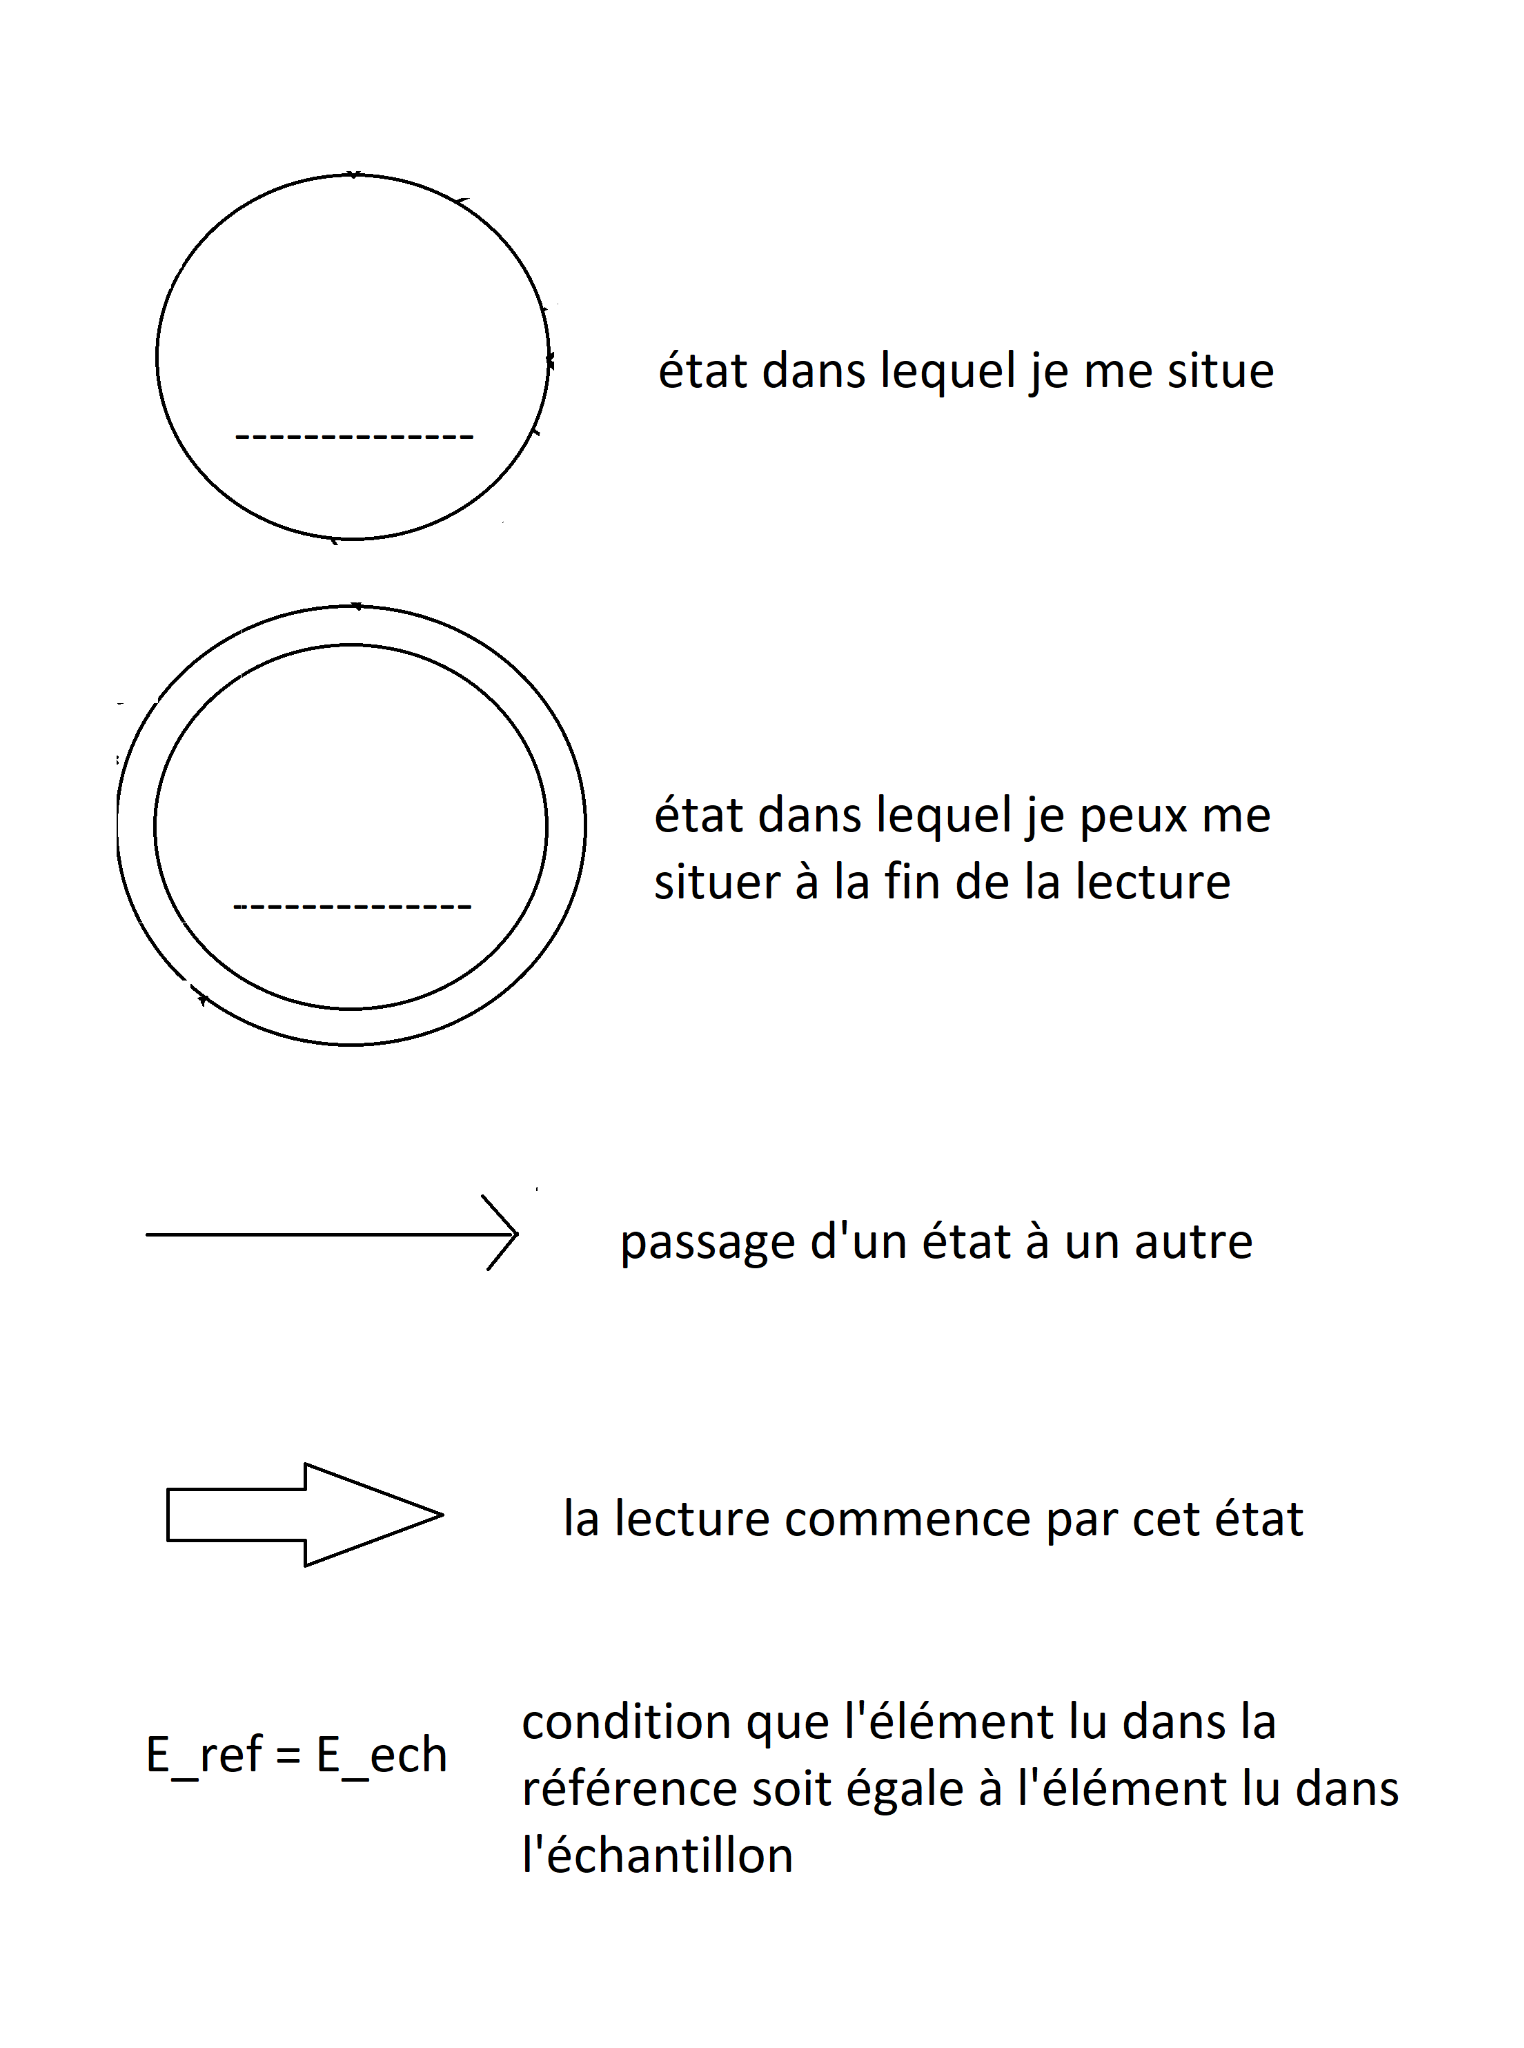 état dans lequel je me situe
--------------
état dans lequel je peux me
situer à la fin de la lecture
--------------
passage d'un état à un autre
la lecture commence par cet état
E_ref = E_ech
condition que l'élément lu dans la
référence soit égale à l'élément lu dans
l'échantillon